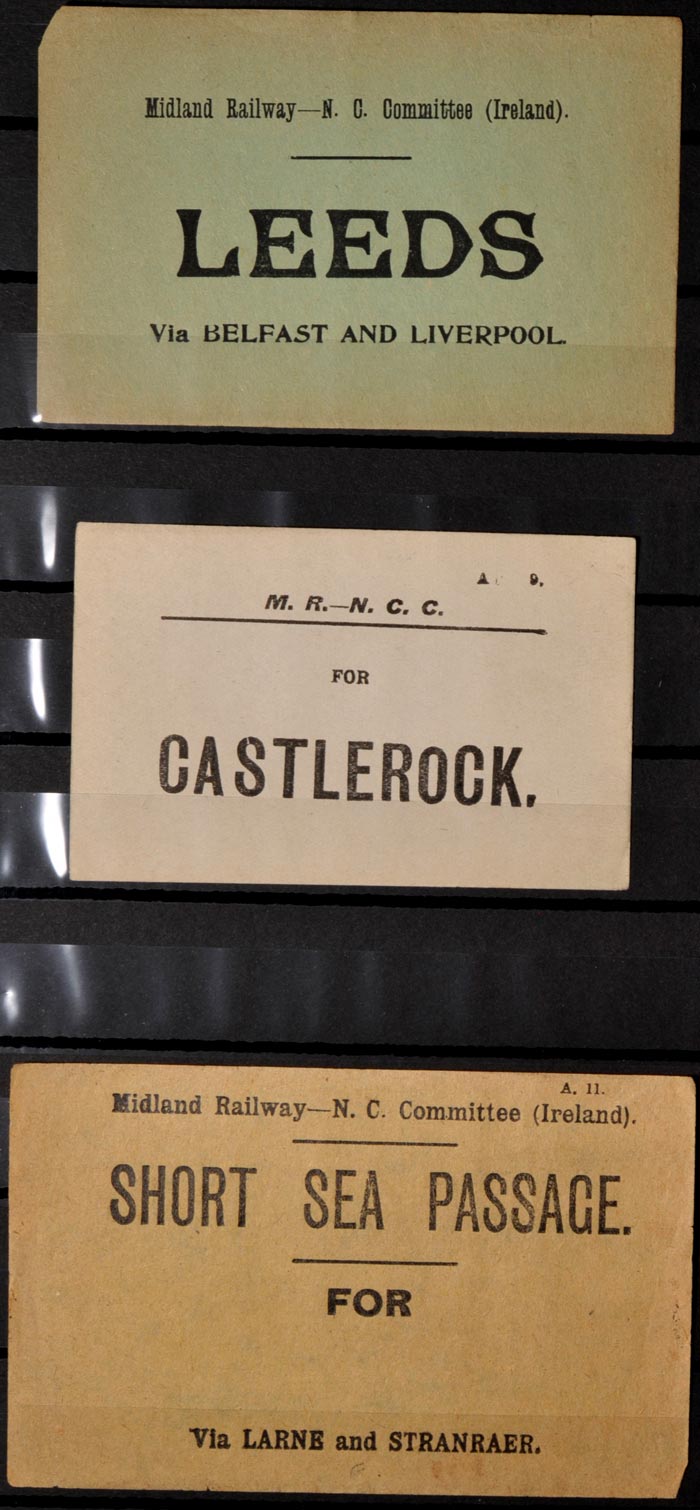 Midland Railway—N. C. Committee (Ireland).
LEEDS
Via BELFAST AND LIVERPOOL.
A 9.
M. R.—N. C. C.
FOR
CASTLEROCK.
A. 11.
Midland Railway—N. C. Committee (Ireland).
SHORT SEA PASSAGE.
FOR
Via LARNE and STRANRAER.